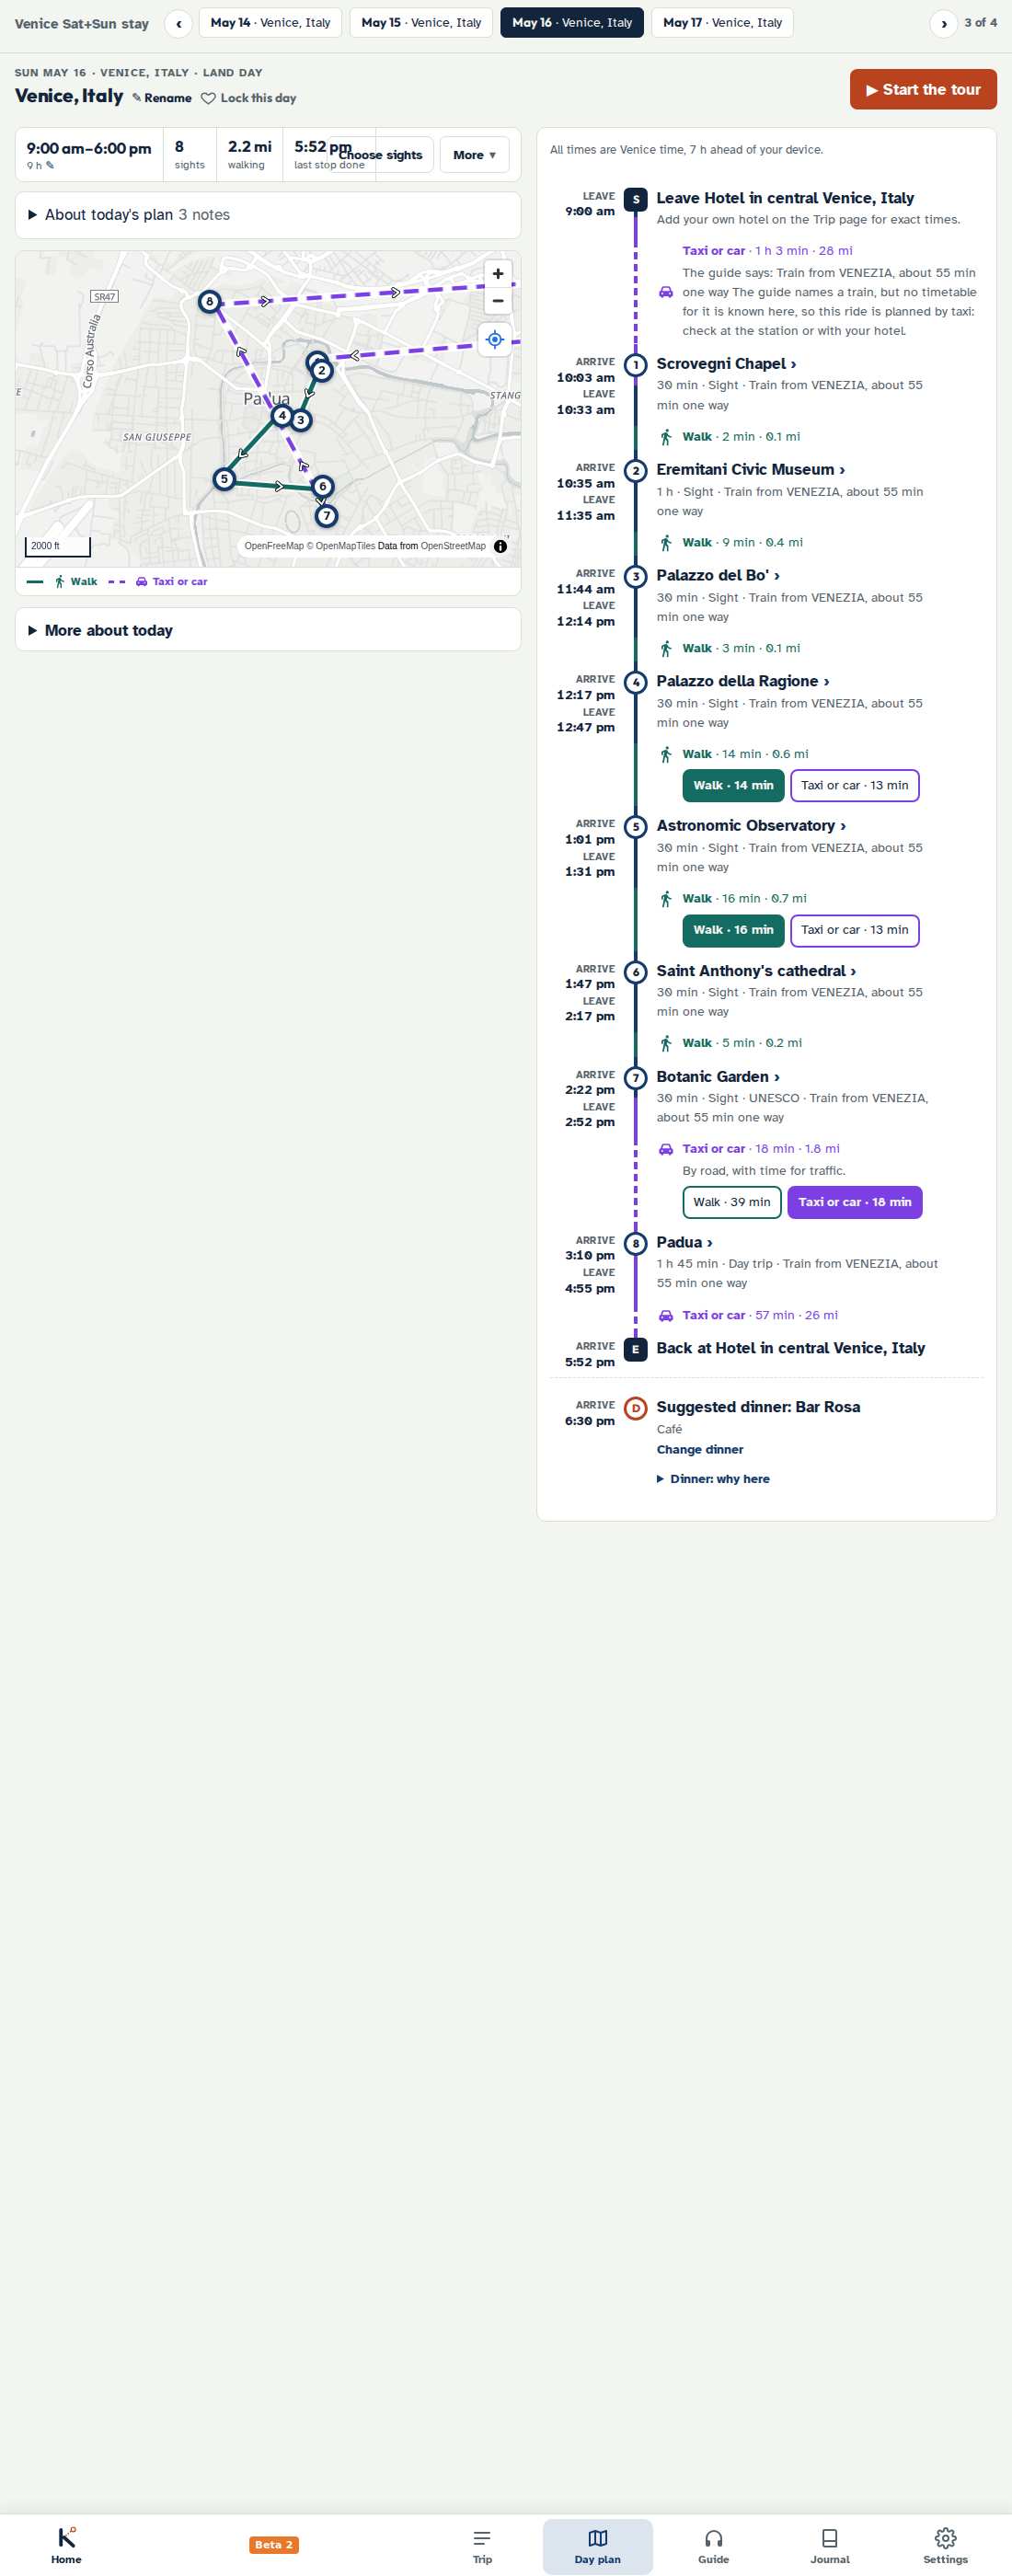 Venice Sat+Sun stay
‹
May 14 · Venice, Italy
May 15 · Venice, Italy
May 16 · Venice, Italy
May 17 · Venice, Italy
›
3 of 4
SUN MAY 16 · VENICE, ITALY · LAND DAY
Venice, Italy ✎ Rename Lock this day
▶ Start the tour
9:00 am–6:00 pm
9 h ✎
8
sights
2.2 mi
walking
5:52 pm
last stop done
Choose sights
More ▼
▶ About today's plan 3 notes
SR47
Corso Australia
Padua
SAN GIUSEPPE
STANG
E
8
2
4
3
5
6
7
+
−
2000 ft
OpenFreeMap © OpenMapTiles Data from OpenStreetMap
Walk
Taxi or car
▶ More about today
All times are Venice time, 7 h ahead of your device.
LEAVE
9:00 am
S
Leave Hotel in central Venice, Italy
Add your own hotel on the Trip page for exact times.
Taxi or car · 1 h 3 min · 28 mi
The guide says: Train from VENEZIA, about 55 min
one way The guide names a train, but no timetable
for it is known here, so this ride is planned by taxi:
check at the station or with your hotel.
ARRIVE
10:03 am
LEAVE
10:33 am
1
Scrovegni Chapel ›
30 min · Sight · Train from VENEZIA, about 55
min one way
Walk · 2 min · 0.1 mi
ARRIVE
10:35 am
LEAVE
11:35 am
2
Eremitani Civic Museum ›
1 h · Sight · Train from VENEZIA, about 55 min
one way
Walk · 9 min · 0.4 mi
ARRIVE
11:44 am
LEAVE
12:14 pm
3
Palazzo del Bo' ›
30 min · Sight · Train from VENEZIA, about 55
min one way
Walk · 3 min · 0.1 mi
ARRIVE
12:17 pm
LEAVE
12:47 pm
4
Palazzo della Ragione ›
30 min · Sight · Train from VENEZIA, about 55
min one way
Walk · 14 min · 0.6 mi
Walk · 14 min
Taxi or car · 13 min
ARRIVE
1:01 pm
LEAVE
1:31 pm
5
Astronomic Observatory ›
30 min · Sight · Train from VENEZIA, about 55
min one way
Walk · 16 min · 0.7 mi
Walk · 16 min
Taxi or car · 13 min
ARRIVE
1:47 pm
LEAVE
2:17 pm
6
Saint Anthony's cathedral ›
30 min · Sight · Train from VENEZIA, about 55
min one way
Walk · 5 min · 0.2 mi
ARRIVE
2:22 pm
LEAVE
2:52 pm
7
Botanic Garden ›
30 min · Sight · UNESCO · Train from VENEZIA,
about 55 min one way
Taxi or car · 18 min · 1.8 mi
By road, with time for traffic.
Walk · 39 min
Taxi or car · 18 min
ARRIVE
3:10 pm
LEAVE
4:55 pm
8
Padua ›
1 h 45 min · Day trip · Train from VENEZIA, about
55 min one way
Taxi or car · 57 min · 26 mi
ARRIVE
5:52 pm
E
Back at Hotel in central Venice, Italy
ARRIVE
6:30 pm
D
Suggested dinner: Bar Rosa
Café
Change dinner
▶ Dinner: why here
Home
Beta 2
Trip
Day plan
Guide
Journal
Settings